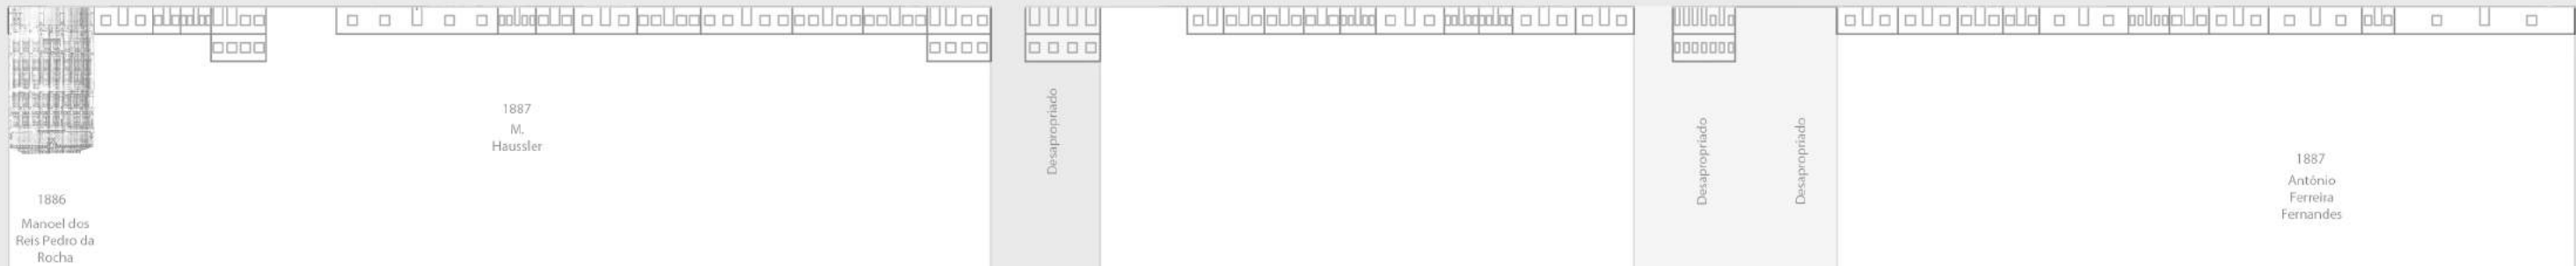 1886
Manoel dos
Reis Pedro da
Rocha
1887
M.
Haussler
Desapropriado
Desapropriado
Desapropriado
1887
Antônio
Ferreira
Fernandes